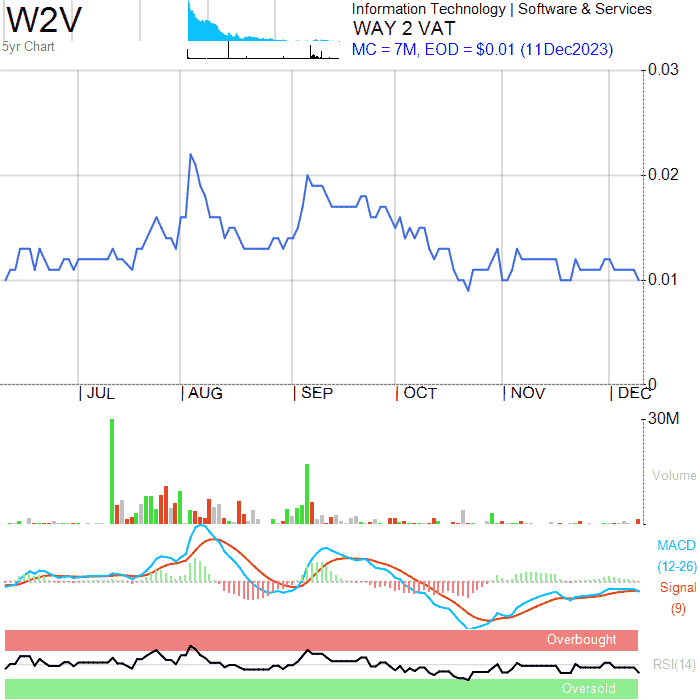 W2V
5yr Chart
Information Technology | Software & Services
WAY 2 VAT
MC = 7M, EOD = $0.01 (11Dec2023)
0.03
0.02
0.01
0
| JUL | AUG | SEP | OCT | NOV | DEC
30M
Volume
MACD
(12-26)
Signal
(9)
Overbought
RSI(14)
Oversold